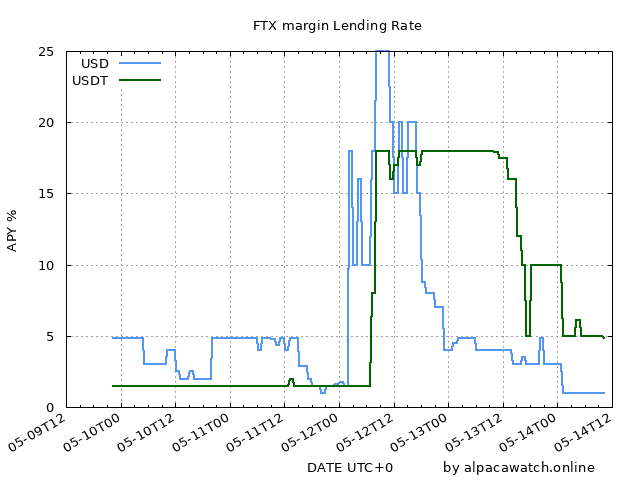 FTX margin Lending Rate
USD
USDT
25
20
15
10
5
0
APY %
05-09T12
05-10T00
05-10T12
05-11T00
05-11T12
05-12T00
05-12T12
05-13T00
05-13T12
05-14T00
05-14T12
DATE UTC+0
by alpacawatch.online